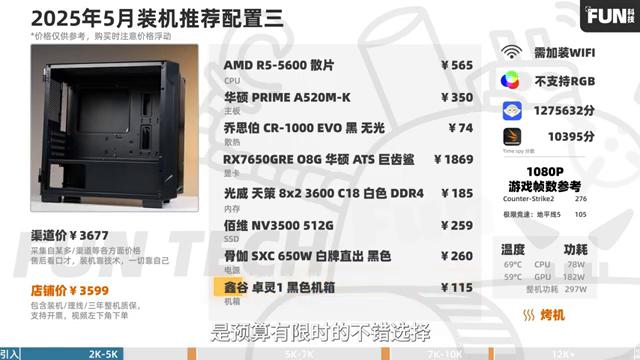 2025年5月装机推荐配置三
*价格仅供参考，购买时注意价格浮动
FUN科技
AMD R5-5600 散片 ¥565
CPU
华硕 PRIME A520M-K ¥350
主板
乔思伯 CR-1000 EVO 黑 无光 ¥74
散热
RX7650GRE O8G 华硕 ATS 巨齿鲨 ¥1869
显卡
光威 天策 8x2 3600 C18 白色 DDR4 ¥185
内存
佰维 NV3500 512G ¥259
SSD
骨伽 SXC 650W 白牌直出 黑色 ¥260
电源
鑫谷 卓灵1 黑色机箱 ¥115
机箱
渠道价 ¥3677
采集自某多/渠道等各方面价格
售后看口才，装机靠技术，一切靠自己
店铺价 ¥3599
包含装机/理线/三年整机质保，
支持开票，视频左下角下单
需加装WIFI
不支持RGB
1275632分
10395分
Time spy 分数
1080P
游戏帧数参考
Counter-Strike2 276
极限竞速：地平线5 105
温度 功耗
69℃ CPU 78W
59℃ GPU 182W
整机功耗 297W
烤机
FUN TECH
是预算有限时的不错选择
引入 2K-5K 5K-7K 7K-10K 12K+